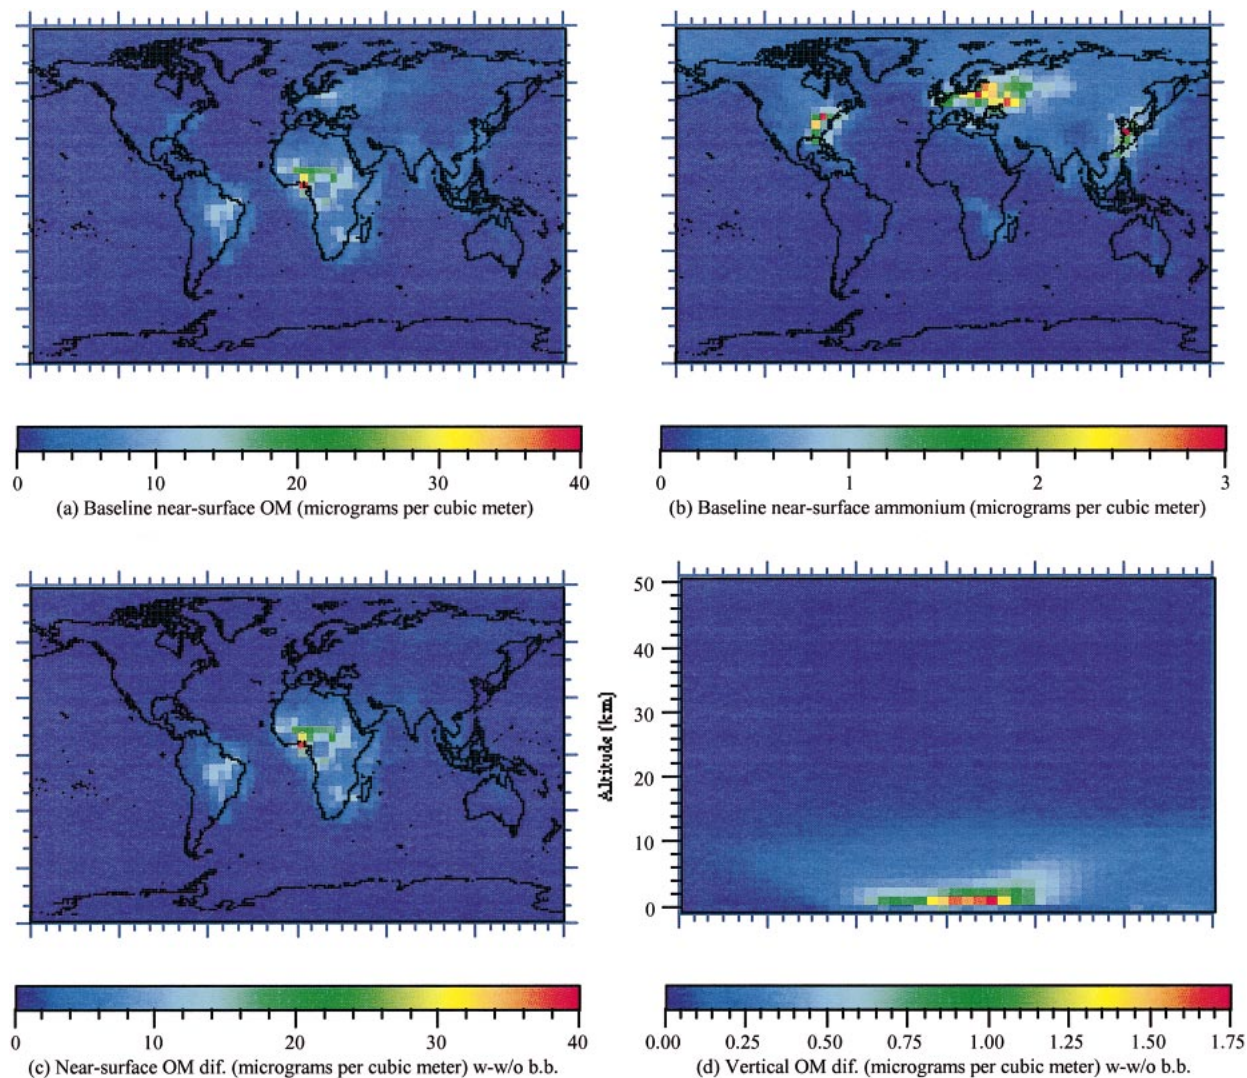 0 10 20 30 40
(a) Baseline near-surface OM (micrograms per cubic meter)
0 1 2 3
(b) Baseline near-surface ammonium (micrograms per cubic meter)
0 10 20 30 40
(c) Near-surface OM dif. (micrograms per cubic meter) w-w/o b.b.
50
40
30
20
10
0
Altitude (km)
0.00 0.25 0.50 0.75 1.00 1.25 1.50 1.75
(d) Vertical OM dif. (micrograms per cubic meter) w-w/o b.b.